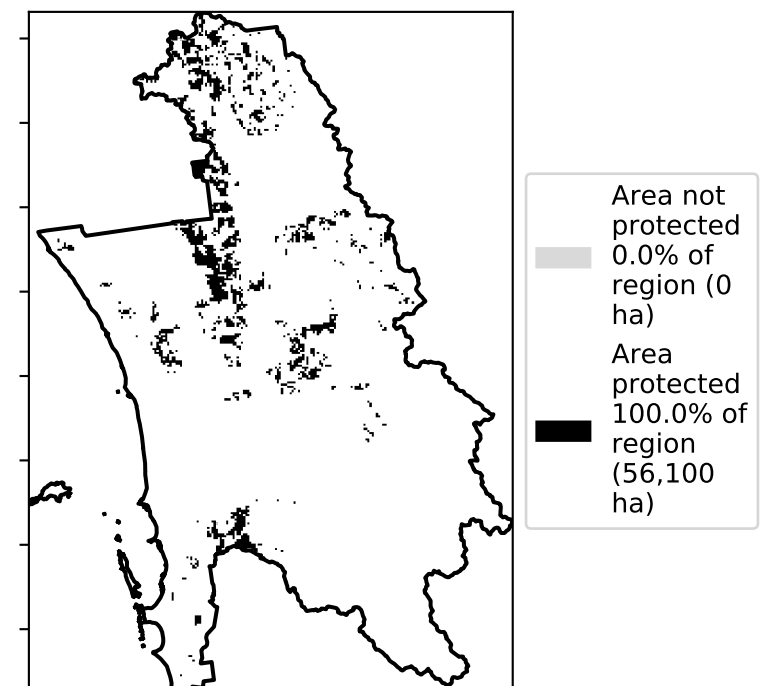 Area not
protected
0.0% of
region (0
ha)
Area
protected
100.0% of
region
(56,100
ha)